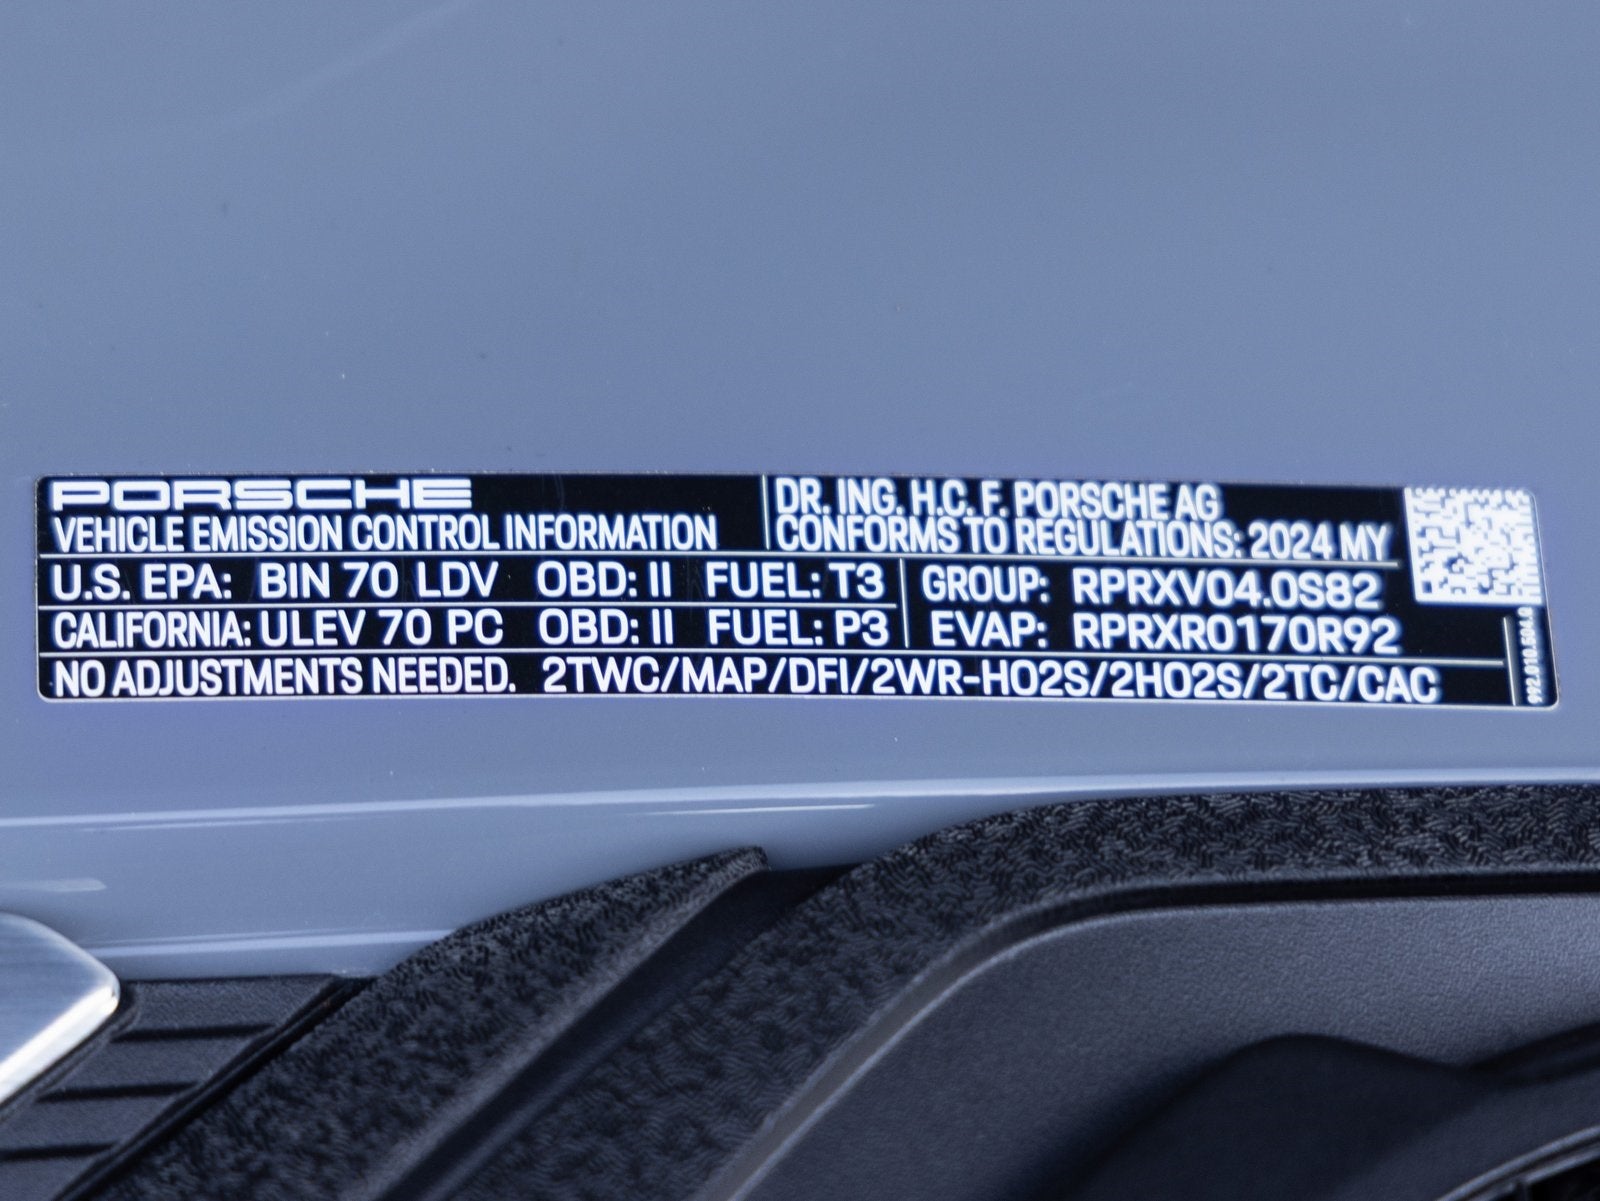 PORSCHE
VEHICLE EMISSION CONTROL INFORMATION
DR. ING. H.C. F. PORSCHE AG
CONFORMS TO REGULATIONS: 2024 MY
U.S. EPA: BIN 70 LDV OBD: II FUEL: T3
CALIFORNIA: ULEV 70 PC OBD: II FUEL: P3
GROUP: RPRXV04.0S82
EVAP: RPRXR0170R92
NO ADJUSTMENTS NEEDED. 2TWC/MAP/DFI/2WR-HO2S/2HO2S/2TC/CAC